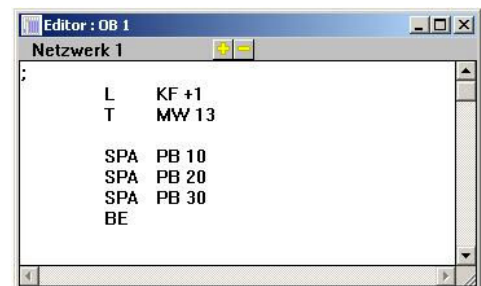 Editor : OB 1
Netzwerk 1
;
L KF +1
T MW 13
SPA PB 10
SPA PB 20
SPA PB 30
BE